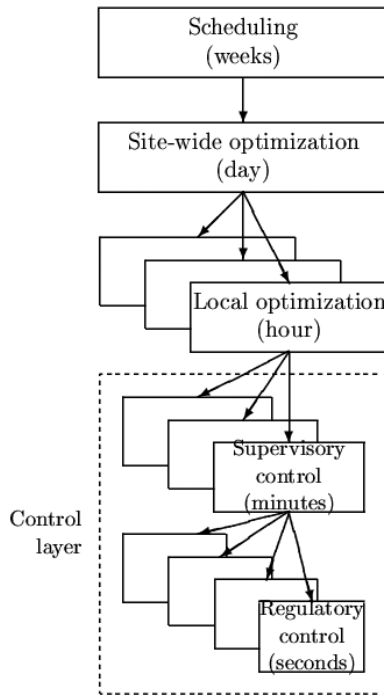 Scheduling
(weeks)
Site-wide optimization
(day)
Local optimization
(hour)
Supervisory
control
(minutes)
Control
layer
Regulatory
control
(seconds)